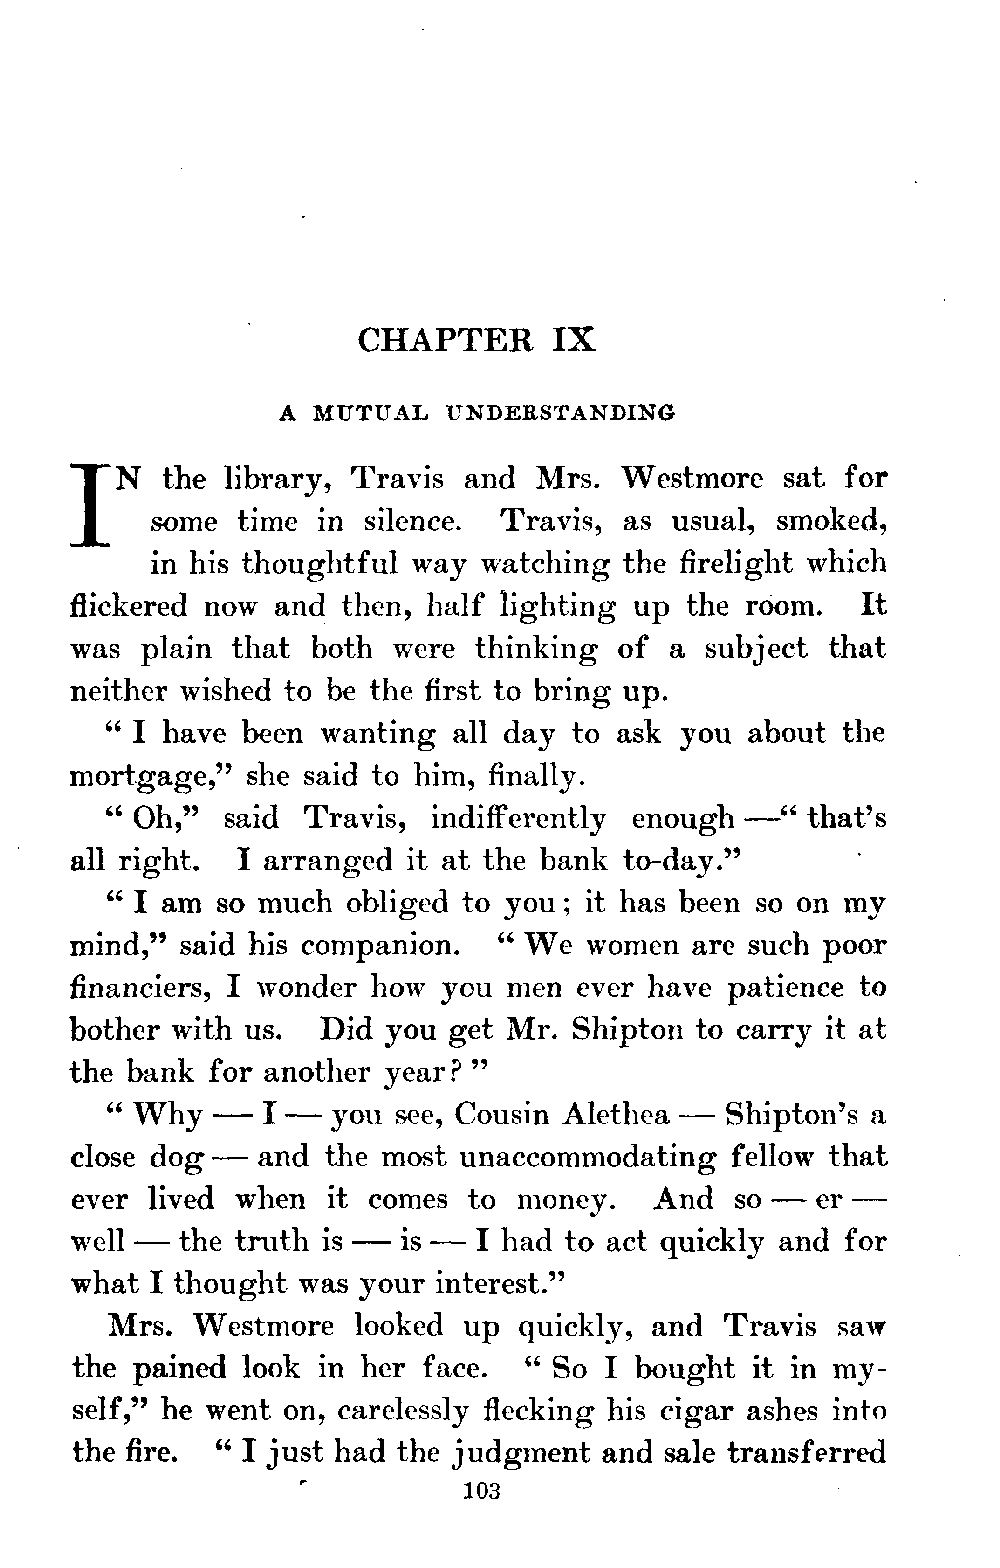 CHAPTER IX
A MUTUAL UNDERSTANDING
IN the library, Travis and Mrs. Westmore sat for
some time in silence. Travis, as usual, smoked,
in his thoughtful way watching the firelight which
flickered now and then, half lighting up the room. It
was plain that both were thinking of a subject that
neither wished to be the first to bring up.
“ I have been wanting all day to ask you about the
mortgage,” she said to him, finally.
“ Oh,” said Travis, indifferently enough —“ that’s
all right. I arranged it at the bank to-day.”
“ I am so much obliged to you ; it has been so on my
mind,” said his companion. “ We women are such poor
financiers, I wonder how you men ever have patience to
bother with us. Did you get Mr. Shipton to carry it at
the bank for another year? ”
“ Why — I — you see, Cousin Alethea — Shipton’s a
close dog — and the most unaccommodating fellow that
ever lived when it comes to money. And so — er —
well — the truth is — is — I had to act quickly and for
what I thought was your interest.”
Mrs. Westmore looked up quickly, and Travis saw
the pained look in her face. “ So I bought it in my-
self,” he went on, carelessly flecking his cigar ashes into
the fire. “ I just had the judgment and sale transferred
103